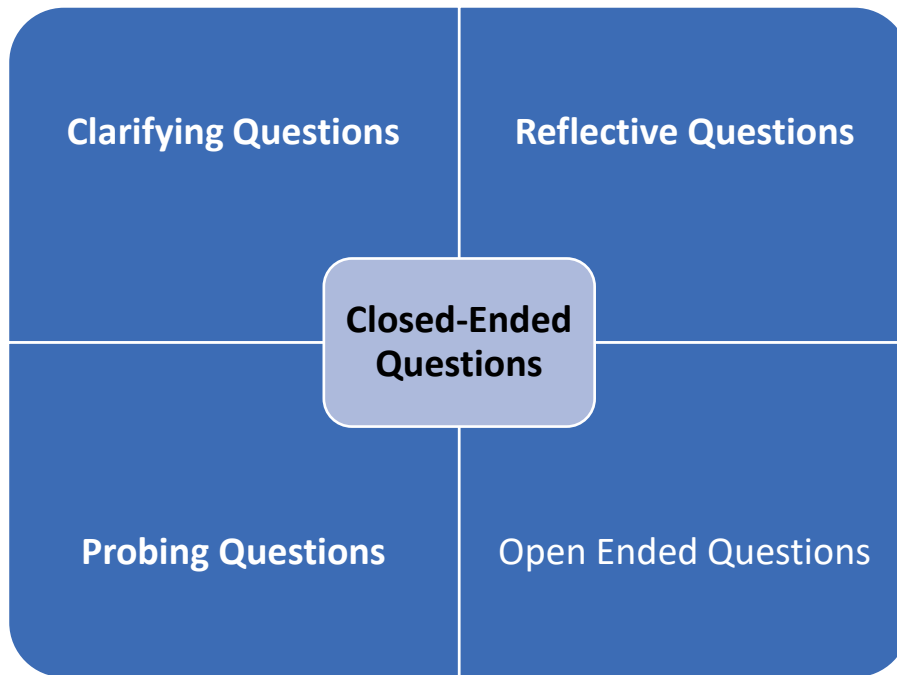 Clarifying Questions
Reflective Questions
Closed-Ended
Questions
Probing Questions
Open Ended Questions